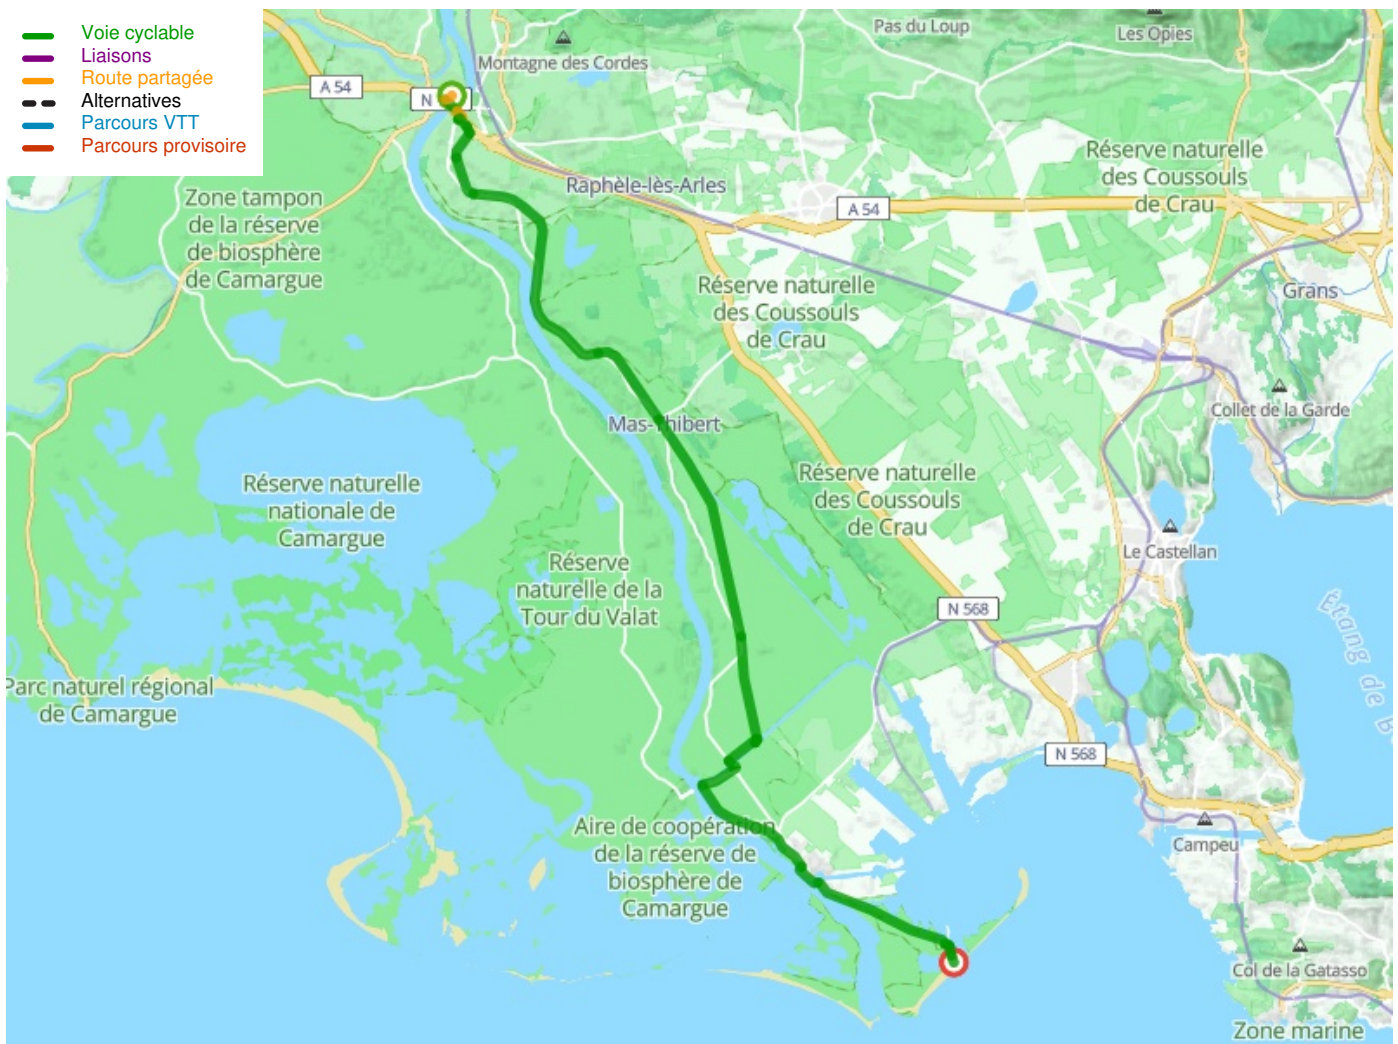 Voie cyclable
Liaisons
Route partagée
Alternatives
Parcours VTT
Parcours provisoire
Pas du Loup
Les Opies
Montagne des Cordes
A 54
N
Réserve naturelle
des Coussouls
de Crau
Raphèle-lès-Arles
A 54
Zone tampon
de la réserve
de biosphère
de Camargue
Réserve naturelle
des Coussouls
de Crau
Grans
Collet de la Garde
Mas-Thibert
Réserve naturelle
nationale de
Camargue
Réserve naturelle
des Coussouls
de Crau
Le Castellan
Réserve
naturelle de la
Tour du Valat
N 568
Étang de
Parc naturel régional
de Camargue
N 568
Aire de coopération
de la réserve de
biosphère de
Camargue
Campeu
Col de la Gatasso
Zone marine